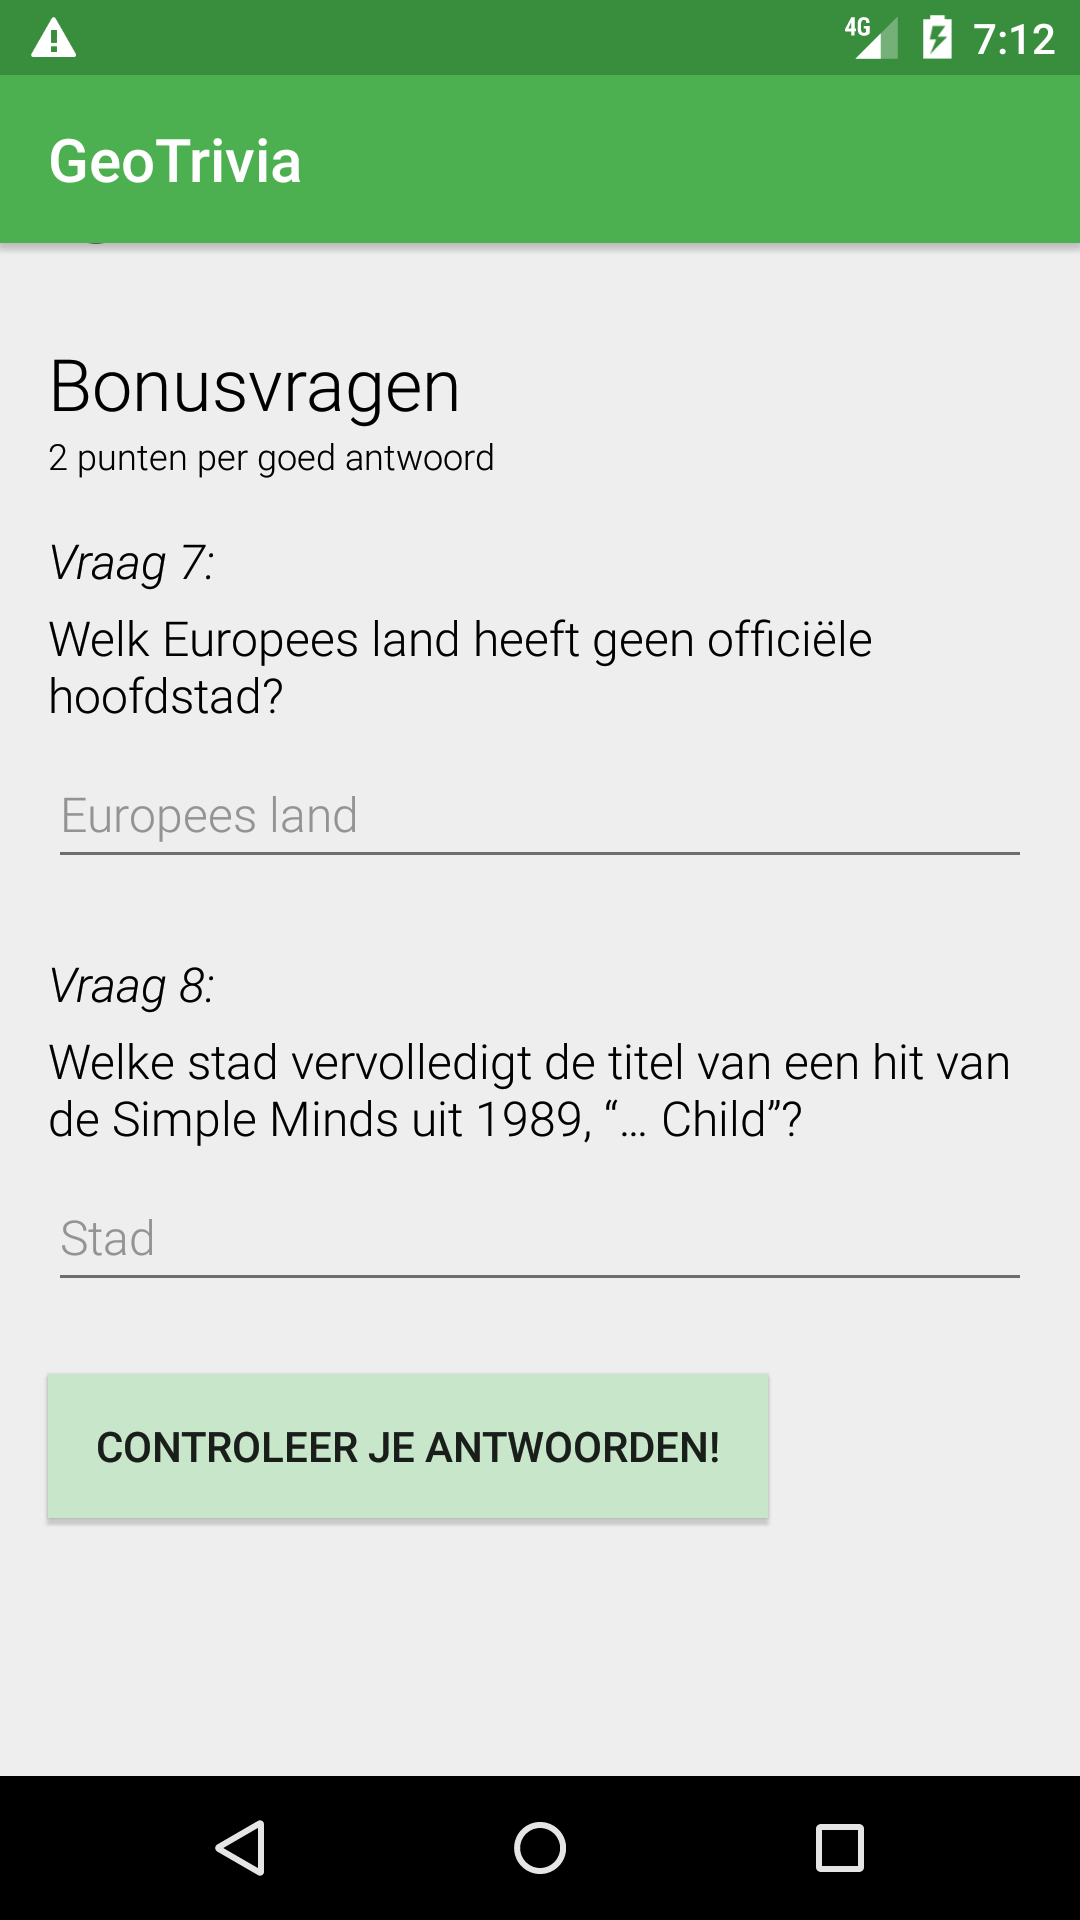 4G 7:12
GeoTrivia
Bonusvragen
2 punten per goed antwoord
Vraag 7:
Welk Europees land heeft geen officiële
hoofdstad?
Europees land
Vraag 8:
Welke stad vervolledigt de titel van een hit van
de Simple Minds uit 1989, “… Child”?
Stad
CONTROLEER JE ANTWOORDEN!